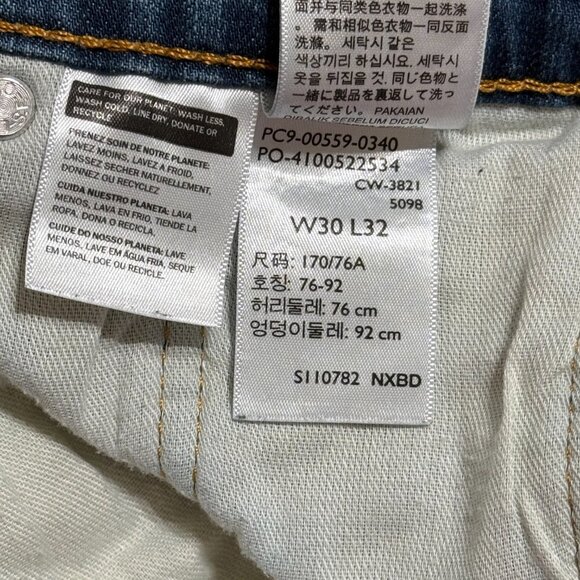 CARE FOR OUR PLANET: WASH LESS,
WASH COLD, LINE DRY, DONATE OR
RECYCLE
PRENEZ SOIN DE NOTRE PLANETE:
LAVEZ MOINS, LAVEZ A FROID,
LAISSEZ SECHER NATURELLEMENT,
DONNEZ OU RECYCLEZ
CUIDA NUESTRO PLANETA: LAVA
MENOS, LAVA EN FRIO, TIENDE LA
ROPA, DONA O RECICLA.
CUIDE DO NOSSO PLANETA: LAVE
MENOS, LAVE EM ÁGUA FRIA, SEQUE
EM VARAL, DOE OU RECICLE.
面并与同类色衣物一起洗涤
。需和相似色衣物一同反面
洗滌. 세탁시 같은
색상끼리 하십시오. 세탁시
옷을 뒤집을 것. 同じ色物と
一緒に製品を裏返して洗っ
てください. PAKAIAN
DIBALIK SEBELUM DICUCI
PC9-00559-0340
PO-4100522534
CW-3821
5098
W30 L32
尺码: 170/76A
호칭: 76-92
허리둘레: 76 cm
엉덩이둘레: 92 cm
S110782 NXBD